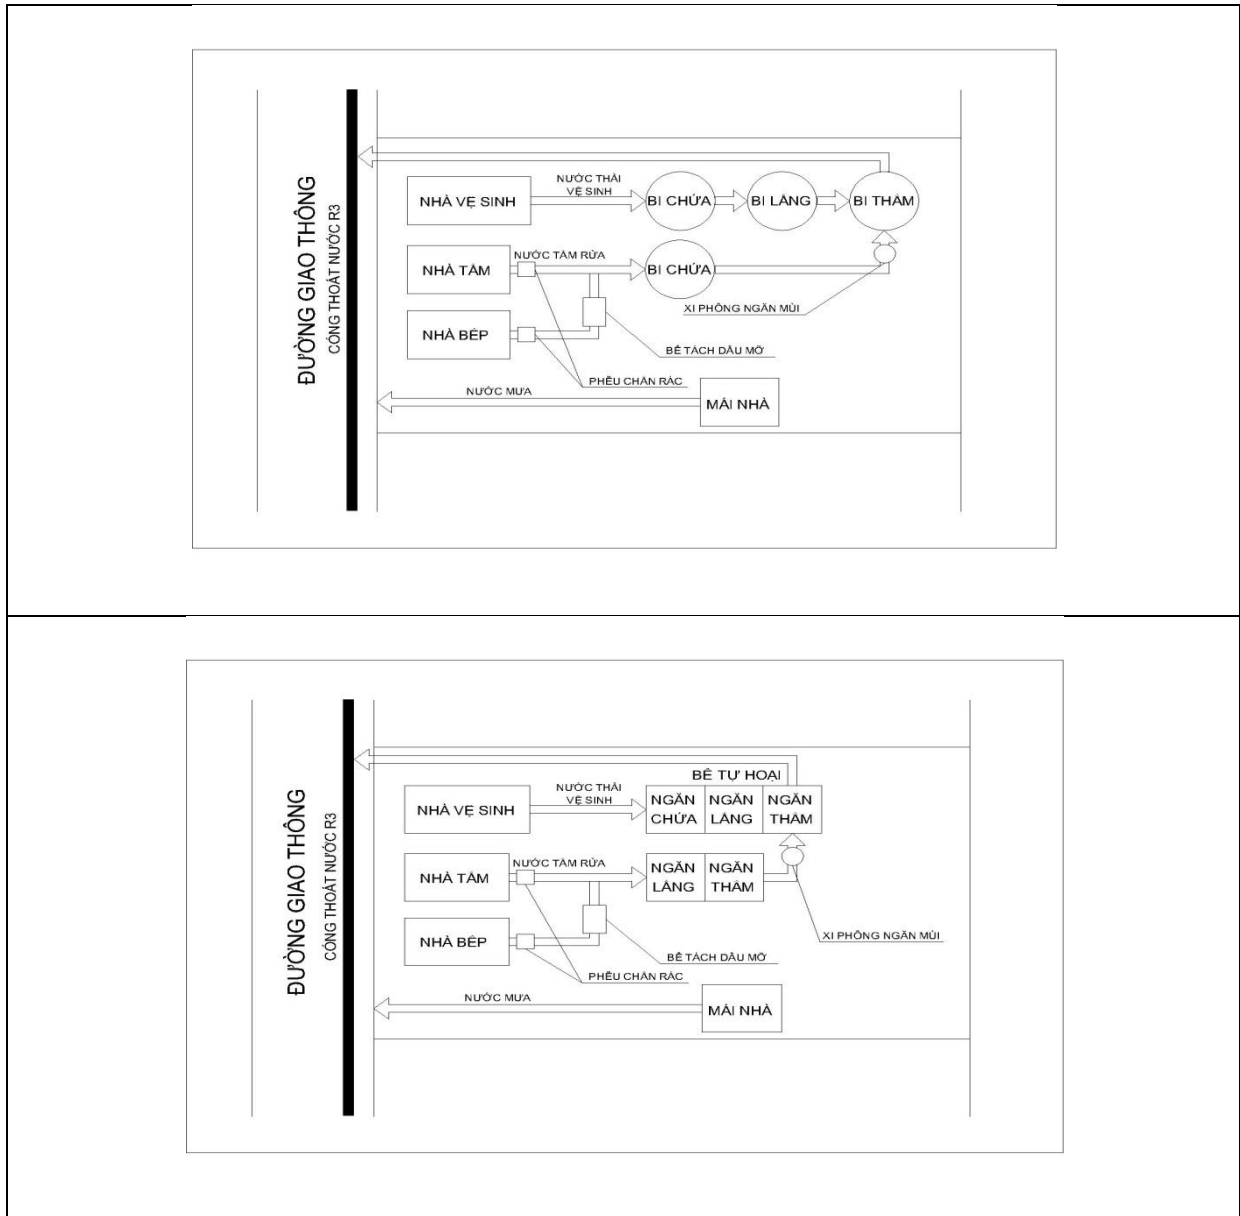 ĐƯỜNG GIAO THÔNG
CỐNG THOÁT NƯỚC R3
NHÀ VỆ SINH
NƯỚC THẢI
VỆ SINH
BI CHỨA
BI LẮNG
BI THẤM
NHÀ TẮM
NƯỚC TẮM RỬA
BI CHỨA
XI PHÔNG NGĂN MÙI
NHÀ BẾP
BỂ TÁCH DẦU MỠ
PHỄU CHẮN RÁC
NƯỚC MƯA
MÁI NHÀ
ĐƯỜNG GIAO THÔNG
CỐNG THOÁT NƯỚC R3
BỂ TỰ HOẠI
NHÀ VỆ SINH
NƯỚC THẢI
VỆ SINH
NGĂN
CHỨA
NGĂN
LẮNG
NGĂN
THẤM
NHÀ TẮM
NƯỚC TẮM RỬA
NGĂN
LẮNG
NGĂN
THẤM
XI PHÔNG NGĂN MÙI
NHÀ BẾP
BỂ TÁCH DẦU MỠ
PHỄU CHẮN RÁC
NƯỚC MƯA
MÁI NHÀ